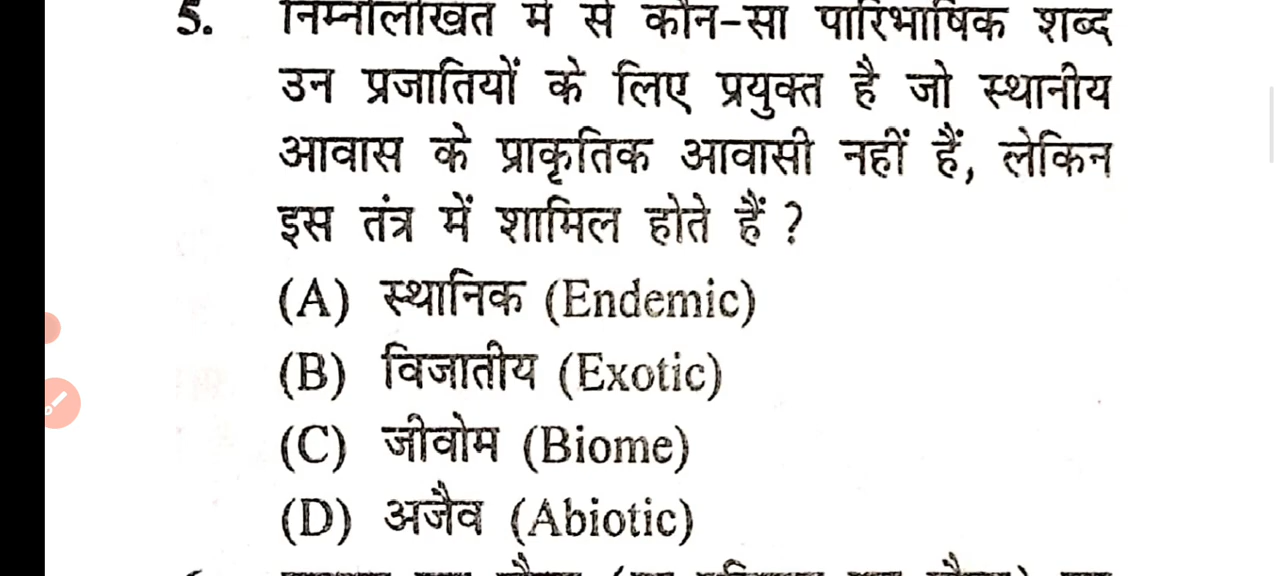 5. निम्नलिखित में से कौन-सा पारिभाषिक शब्द
उन प्रजातियों के लिए प्रयुक्त है जो स्थानीय
आवास के प्राकृतिक आवासी नहीं हैं, लेकिन
इस तंत्र में शामिल होते हैं ?
(A) स्थानिक (Endemic)
(B) विजातीय (Exotic)
(C) जीवोम (Biome)
(D) अजैव (Abiotic)